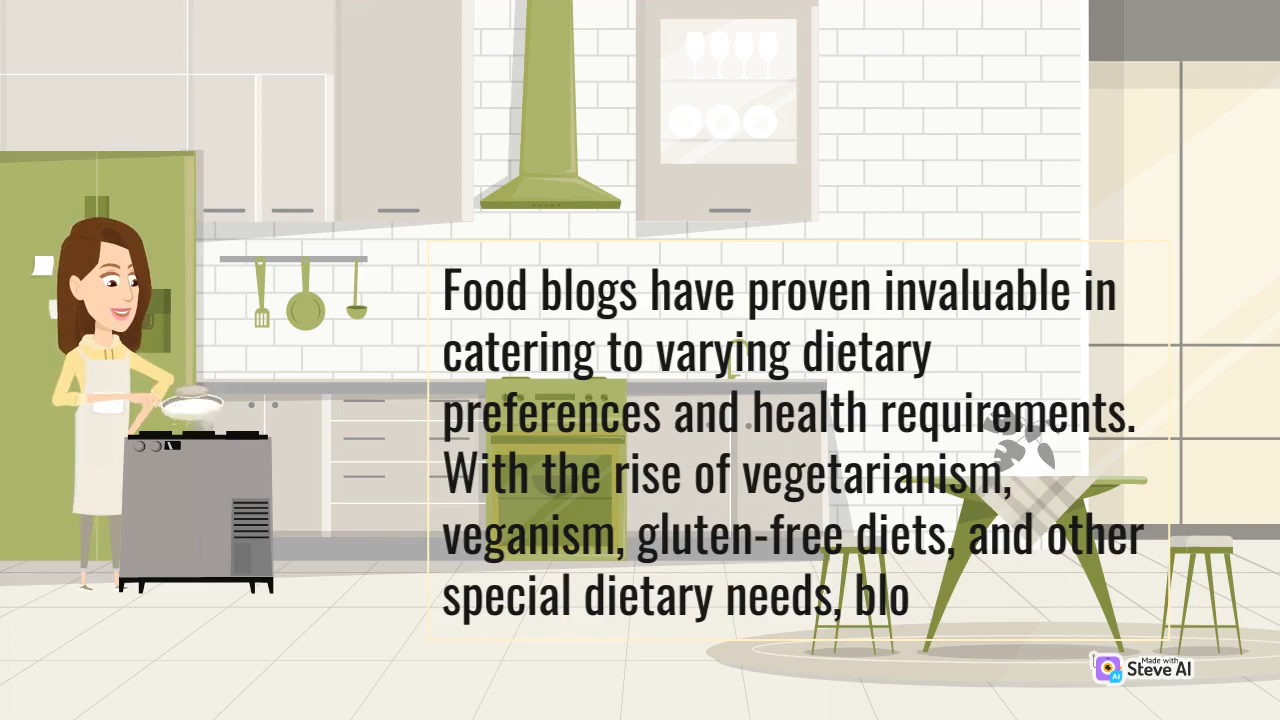 Food blogs have proven invaluable in
catering to varying dietary
preferences and health requirements.
With the rise of vegetarianism,
veganism, gluten-free diets, and other
special dietary needs, blo
Made with
Steve AI
AI